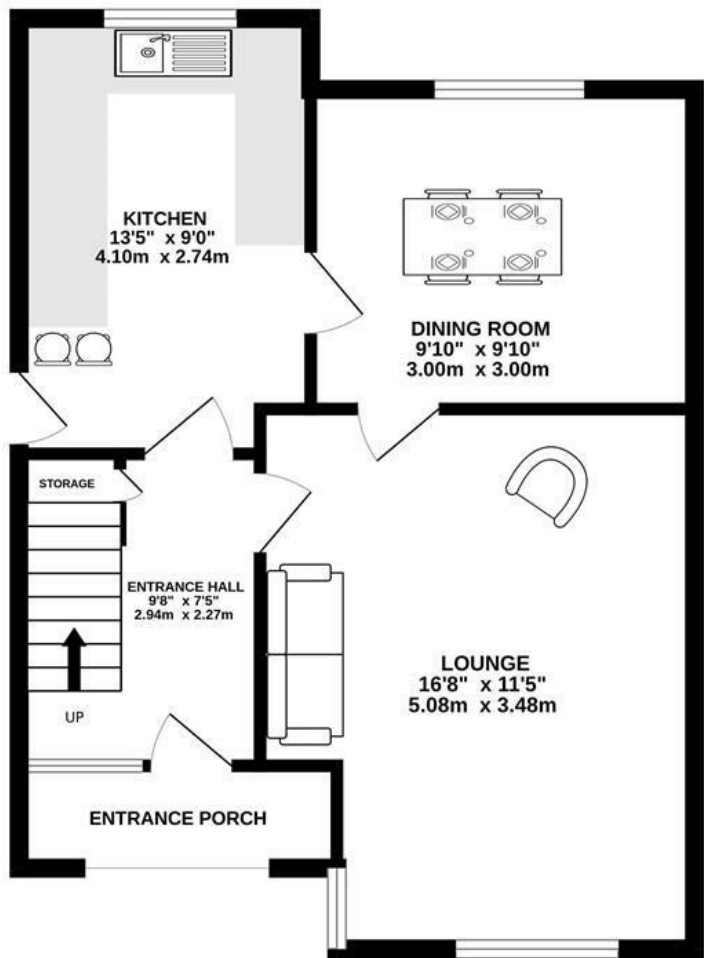 KITCHEN
13'5" x 9'0"
4.10m x 2.74m
DINING ROOM
9'10" x 9'10"
3.00m x 3.00m
STORAGE
ENTRANCE HALL
9'8" x 7'5"
2.94m x 2.27m
LOUNGE
16'8" x 11'5"
5.08m x 3.48m
UP
ENTRANCE PORCH